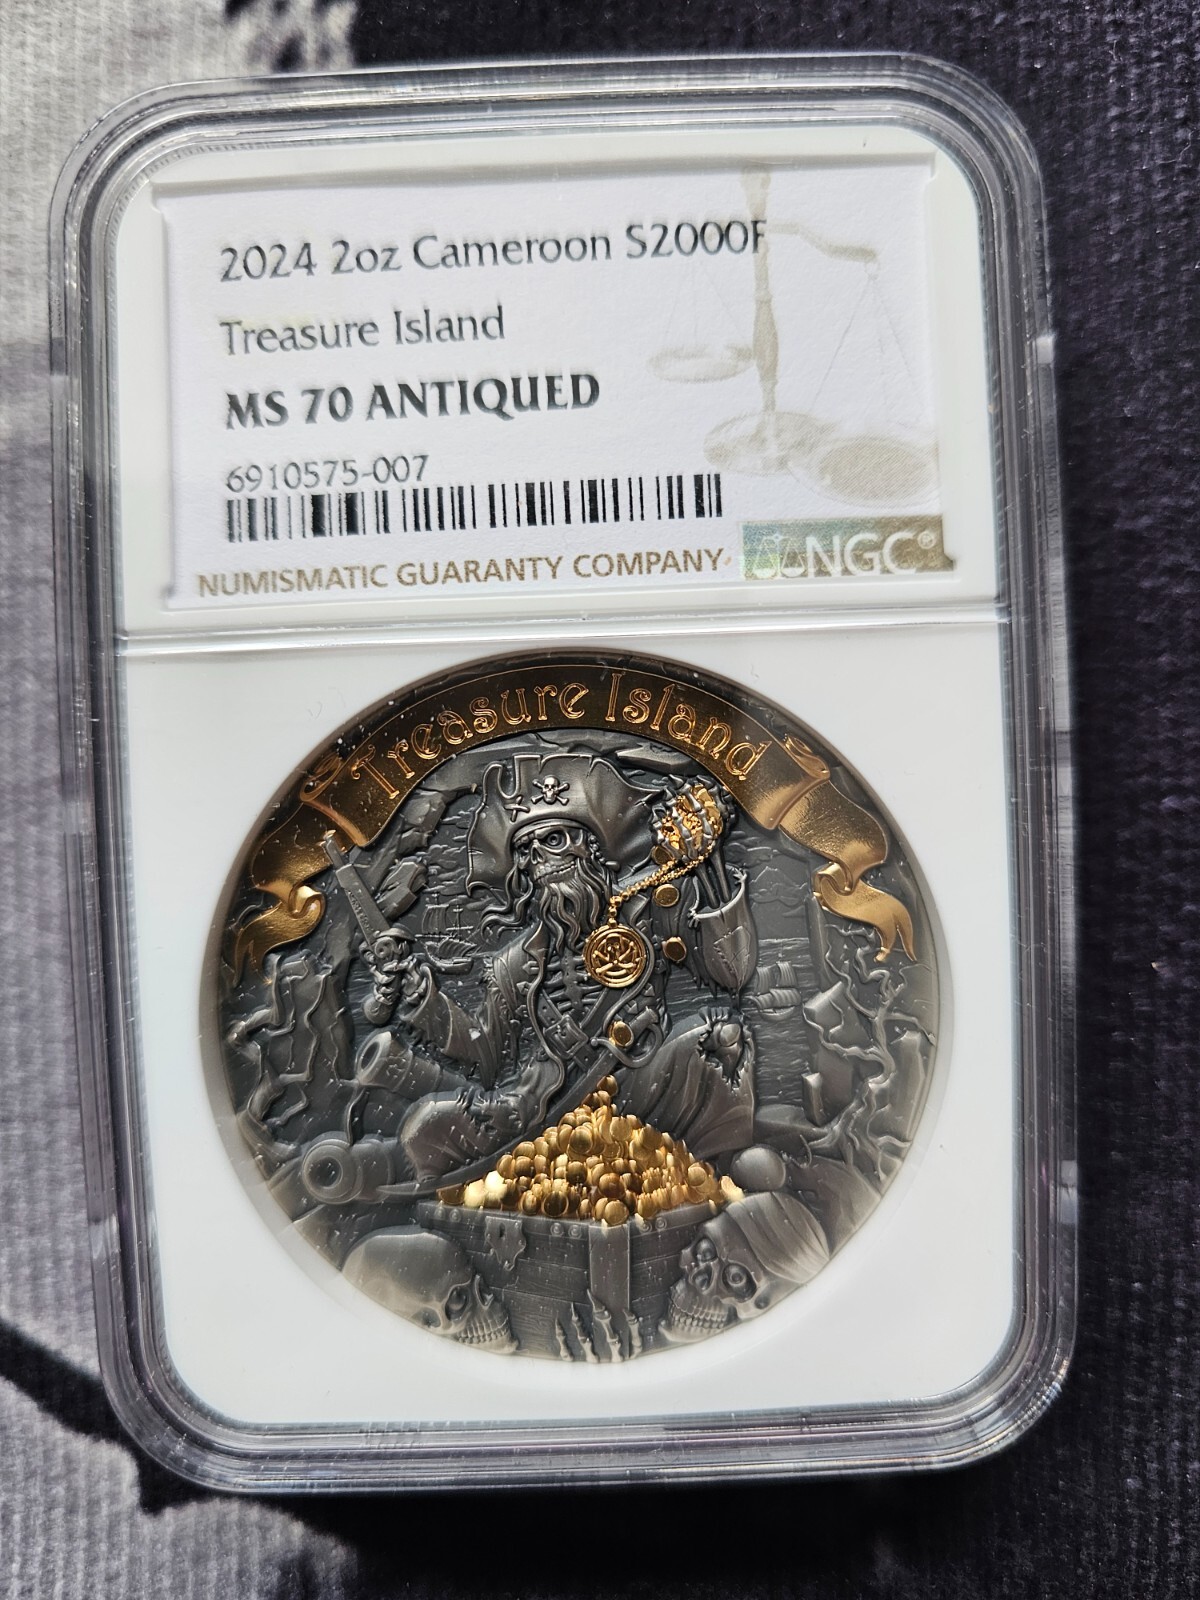 2024 2oz Cameroon S2000F
Treasure Island
MS 70 ANTIQUED
6910575-007
NUMISMATIC GUARANTY COMPANY
NGC®
Treasure Island